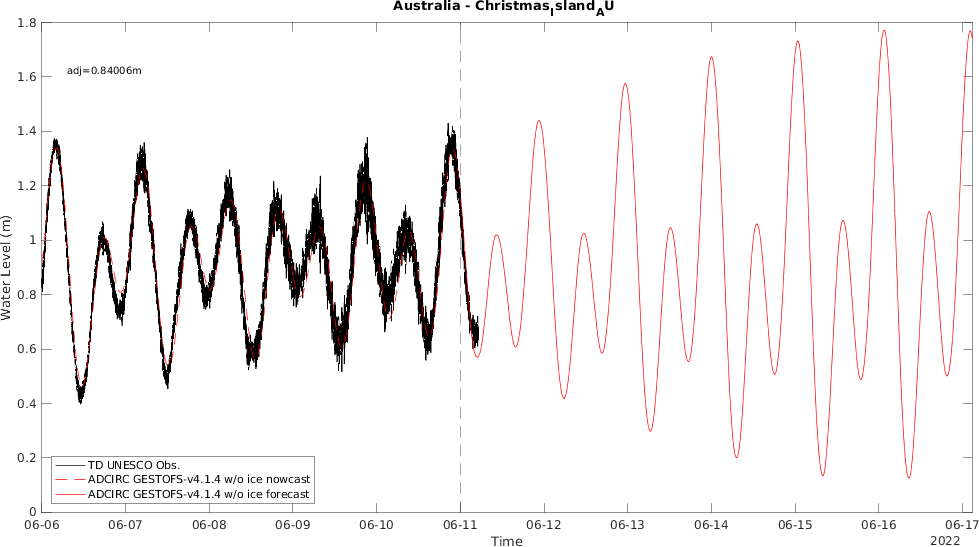 Australia - ChristmasIslandAU
adj=0.84006m
Water Level (m)
1.8
1.6
1.4
1.2
1
0.8
0.6
0.4
0.2
0
TD UNESCO Obs.
ADCIRC GESTOFS-v4.1.4 w/o ice nowcast
ADCIRC GESTOFS-v4.1.4 w/o ice forecast
06-06 06-07 06-08 06-09 06-10 06-11 06-12 06-13 06-14 06-15 06-16 06-17
Time
2022